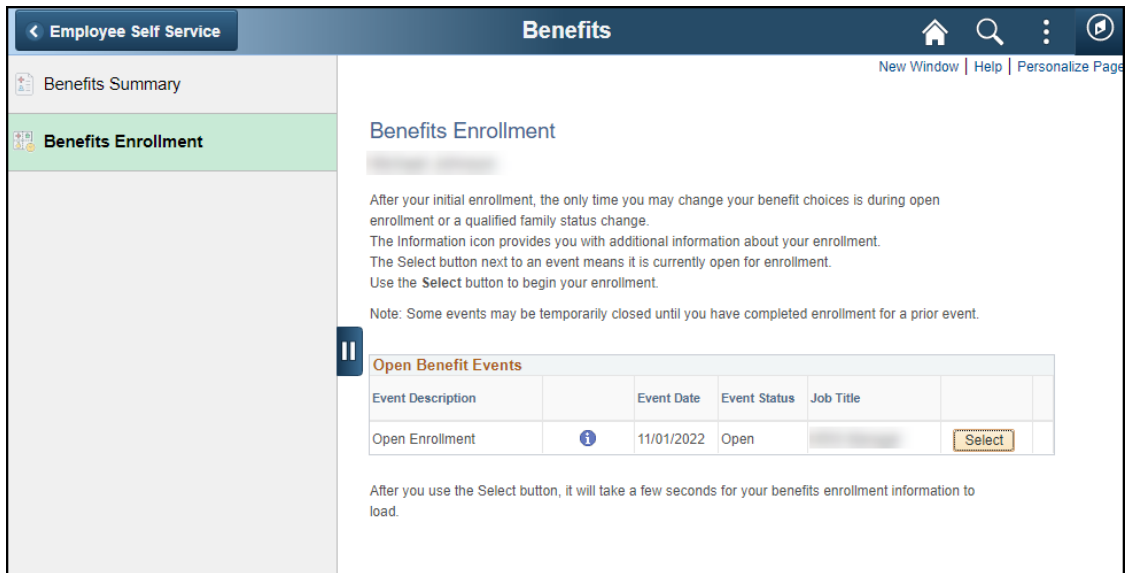 Employee Self Service
Benefits
New Window | Help | Personalize Page
Benefits Summary
Benefits Enrollment
Benefits Enrollment
After your initial enrollment, the only time you may change your benefit choices is during open
enrollment or a qualified family status change.
The Information icon provides you with additional information about your enrollment.
The Select button next to an event means it is currently open for enrollment.
Use the Select button to begin your enrollment.
Note: Some events may be temporarily closed until you have completed enrollment for a prior event.
Open Benefit Events
Event Description Event Date Event Status Job Title
Open Enrollment 11/01/2022 Open Select
After you use the Select button, it will take a few seconds for your benefits enrollment information to
load.